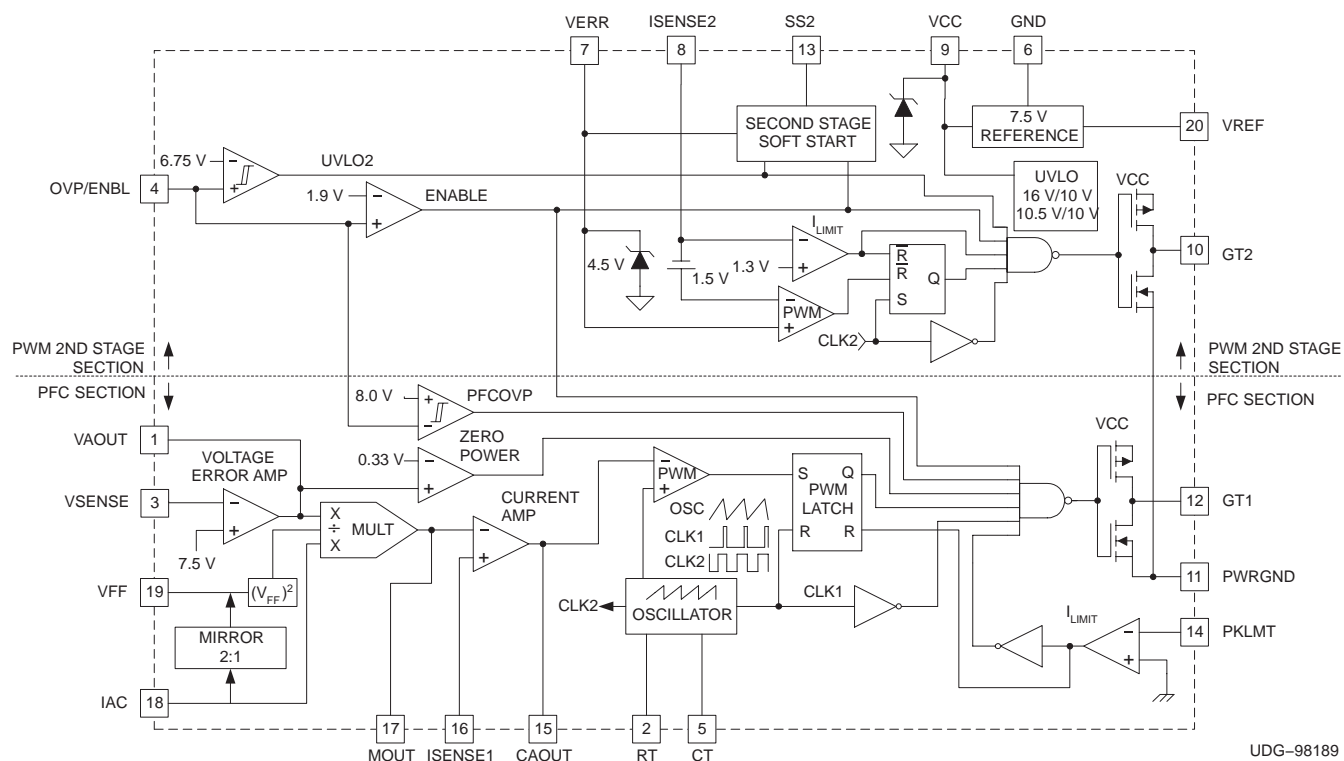 VERR
ISENSE2
SS2
VCC
GND
7
8
13
9
6
SECOND STAGE
SOFT START
7.5 V
REFERENCE
20
VREF
6.75 V
−
+
UVLO2
OVP/ENBL
4
1.9 V
−
+
ENABLE
UVLO
16 V/10 V
10.5 V/10 V
VCC
4.5 V
1.5 V
ILIMIT
−
+
1.3 V
R
R
Q
S
10
GT2
−
+
PWM
CLK2
PWM 2ND STAGE
SECTION
PFC SECTION
PWM 2ND STAGE
SECTION
PFC SECTION
8.0 V
+
−
PFCOVP
VAOUT
1
VOLTAGE
ERROR AMP
0.33 V
−
+
ZERO
POWER
VCC
VSENSE
3
−
+
7.5 V
X
÷
X
MULT
CURRENT
AMP
−
+
−
+
PWM
OSC
CLK1
CLK2
S
Q
PWM
LATCH
R
R
12
GT1
VFF
19
(VFF)2
MIRROR
2:1
CLK2
OSCILLATOR
CLK1
11
PWRGND
ILIMIT
−
+
14
PKLMT
IAC
18
17
16
15
2
5
MOUT
ISENSE1
CAOUT
RT
CT
UDG–98189